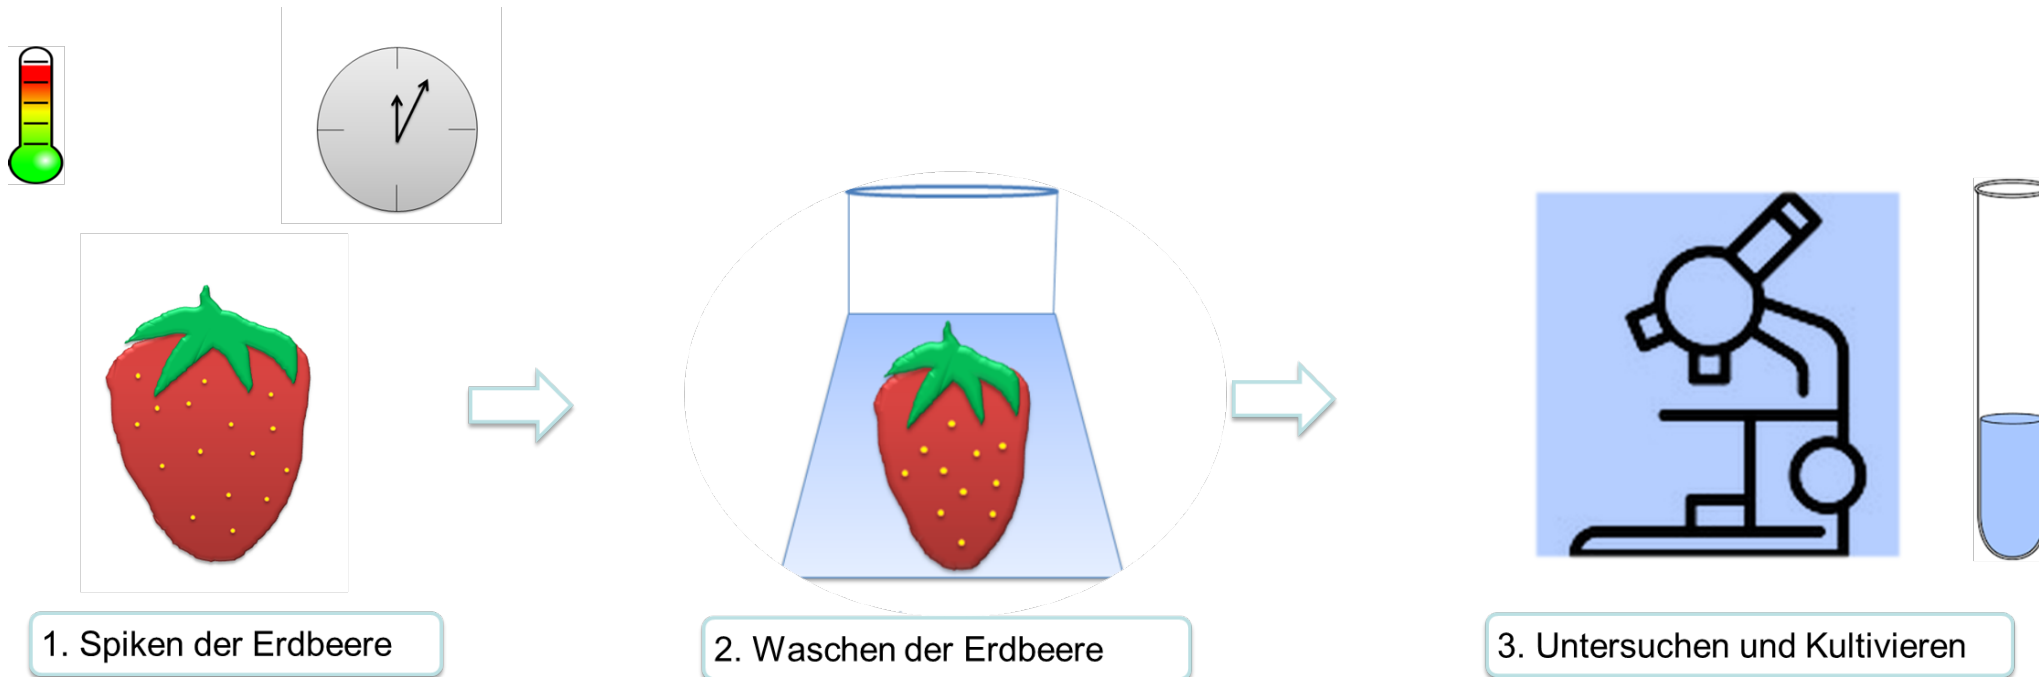 1. Spiken der Erdbeere
2. Waschen der Erdbeere
3. Untersuchen und Kultivieren